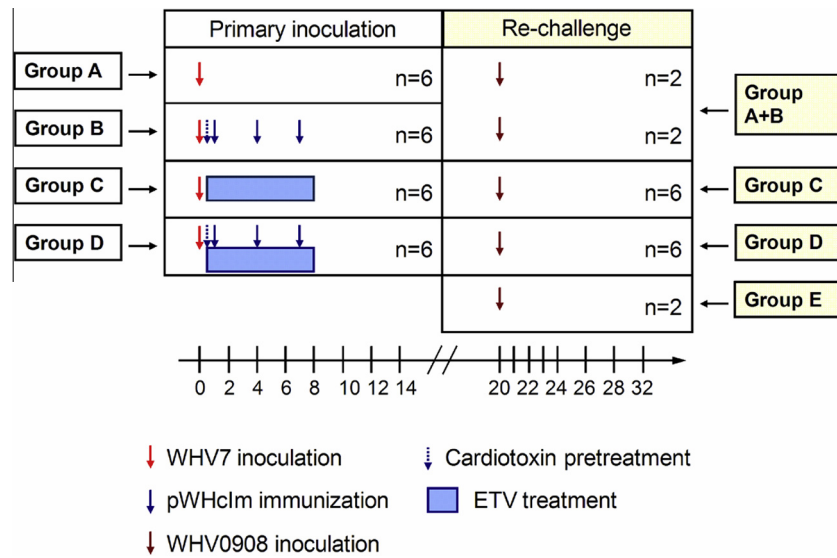 Primary inoculation
Re-challenge
Group A
n=6
n=2
Group
A+B
Group B
n=6
n=2
Group C
n=6
n=6
Group C
Group D
n=6
n=6
Group D
n=2
Group E
0 2 4 6 8 10 12 14 20 22 24 26 28 32
WHV7 inoculation
Cardiotoxin pretreatment
pWHcIm immunization
ETV treatment
WHV0908 inoculation